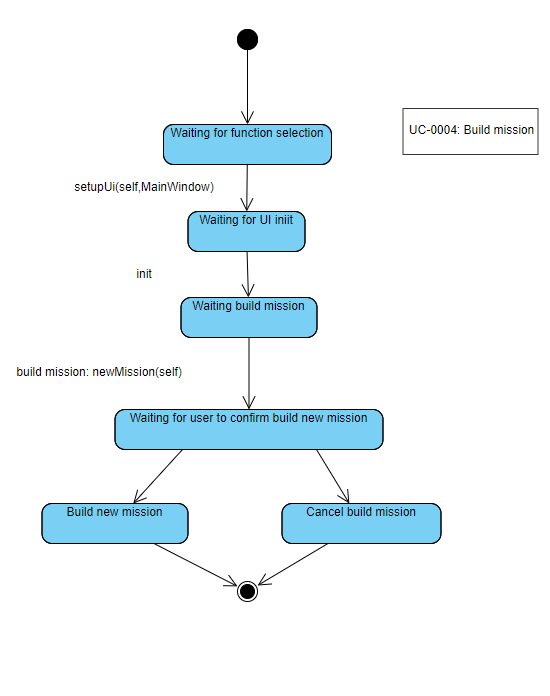 Waiting for function selection
UC-0004: Build mission
setupUi(self,MainWindow)
Waiting for UI iniit
init
Waiting build mission
build mission: newMission(self)
Waiting for user to confirm build new mission
Build new mission
Cancel build mission